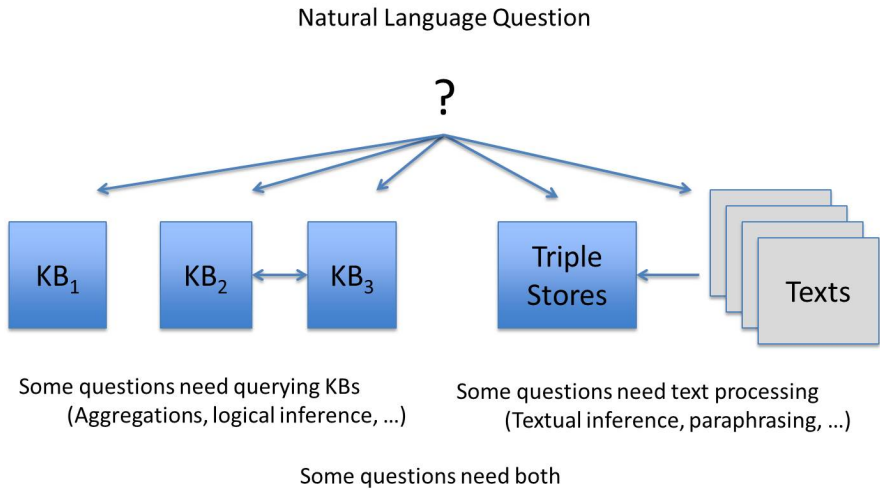 Natural Language Question
?
KB₁
KB₂
KB₃
Triple
Stores
Texts
Some questions need querying KBs
(Aggregations, logical inference, …)
Some questions need text processing
(Textual inference, paraphrasing, …)
Some questions need both